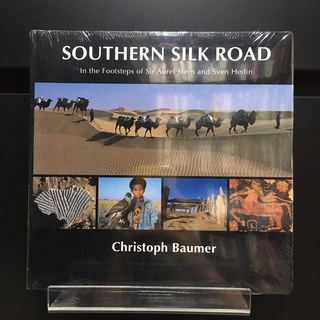 SOUTHERN SILK ROAD
In the Footsteps of Sir Aurel Stein and Sven Hedin
Christoph Baumer